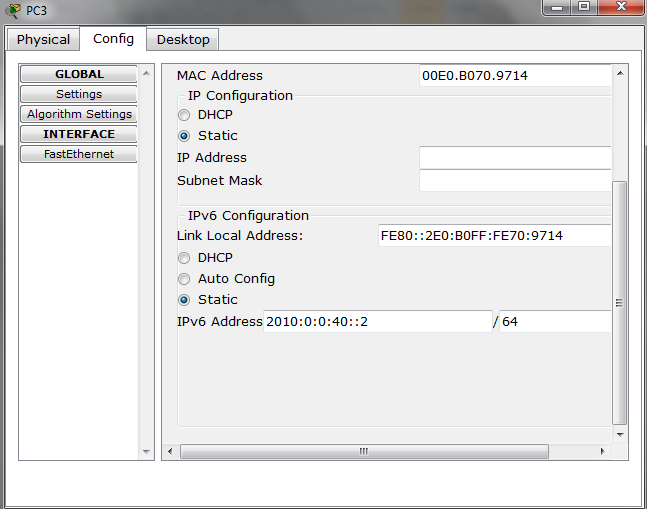 PC3
Physical Config Desktop
GLOBAL
Settings
Algorithm Settings
INTERFACE
FastEthernet
MAC Address 00E0.B070.9714
IP Configuration
DHCP
Static
IP Address
Subnet Mask
IPv6 Configuration
Link Local Address: FE80::2E0:B0FF:FE70:9714
DHCP
Auto Config
Static
IPv6 Address 2010:0:0:40::2 / 64